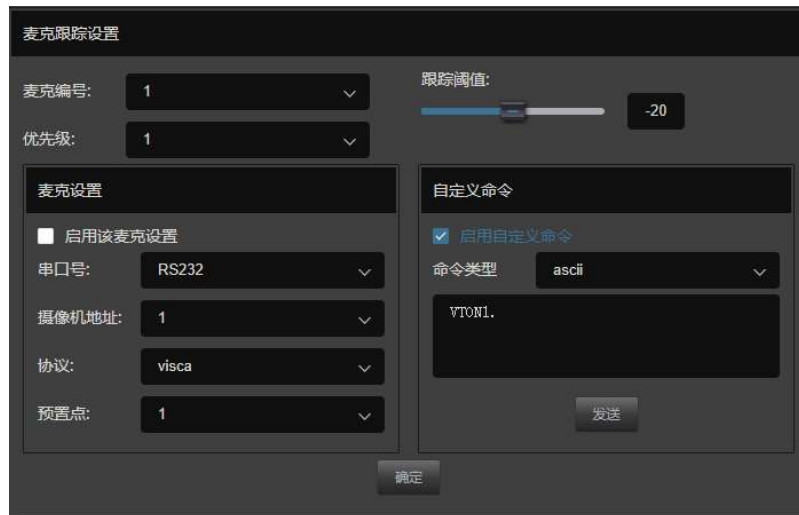 麦克跟踪设置
麦克编号: 1
跟踪阈值:
-20
优先级: 1
麦克设置
启用该麦克设置
串口号: RS232
摄像机地址: 1
协议: visca
预置点: 1
自定义命令
启用自定义命令
命令类型 ascii
VTON1.
发送
确定